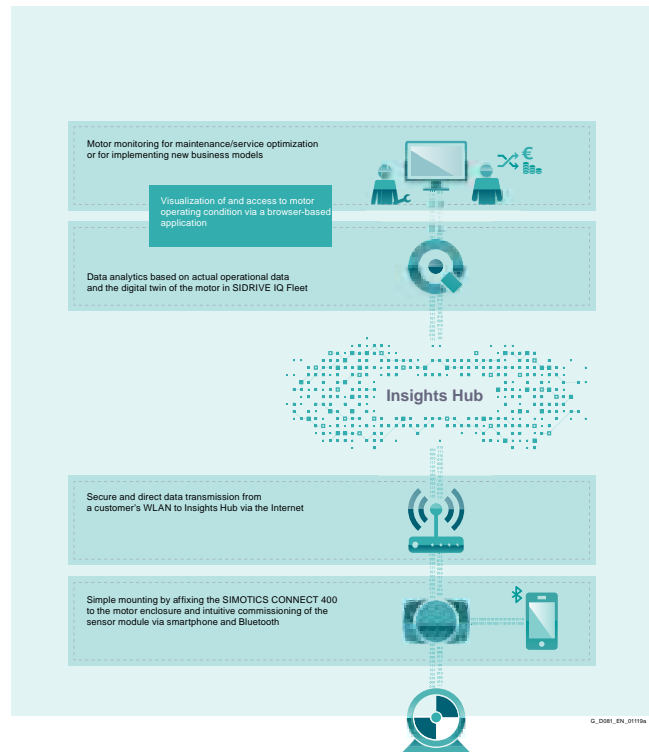 Motor monitoring for maintenance/service optimization
or for implementing new business models
€
Visualization of and access to motor
operating condition via a browser-based
application
Data analytics based on actual operational data
and the digital twin of the motor in SIDRIVE IQ Fleet
Insights Hub
Secure and direct data transmission from
a customer's WLAN to Insights Hub via the Internet
Simple mounting by affixing the SIMOTICS CONNECT 400
to the motor enclosure and intuitive commissioning of the
sensor module via smartphone and Bluetooth
G_D081_EN_01119a